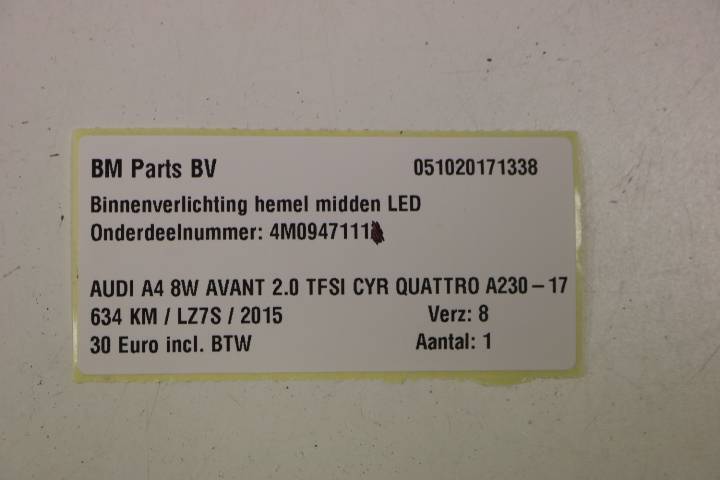 BM Parts BV 051020171338
Binnenverlichting hemel midden LED
Onderdeelnummer: 4M0947111
AUDI A4 8W AVANT 2.0 TFSI CYR QUATTRO A230-17
634 KM / LZ7S / 2015 Verz: 8
30 Euro incl. BTW Aantal: 1